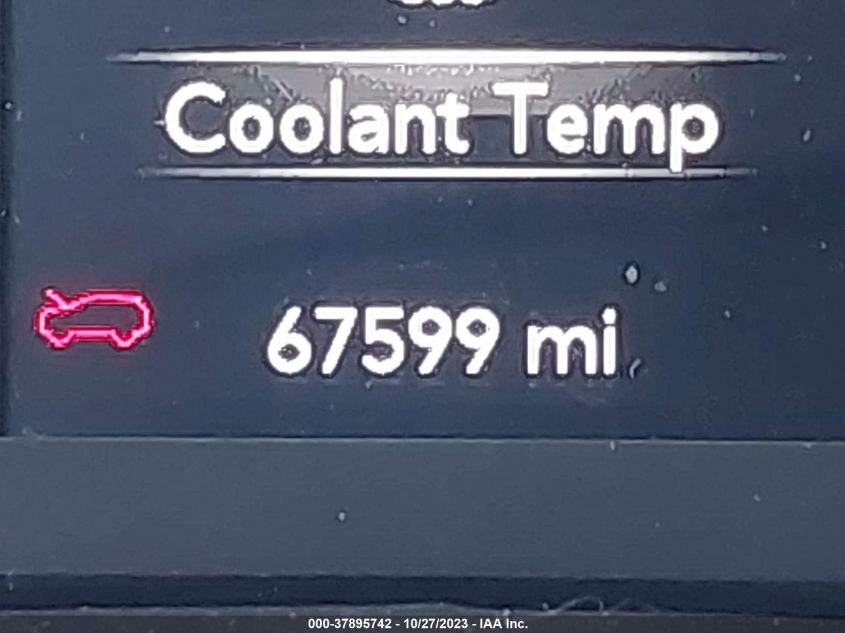 Coolant Temp
67599 mi
000-37895742 - 10/27/2023 - IAA Inc.